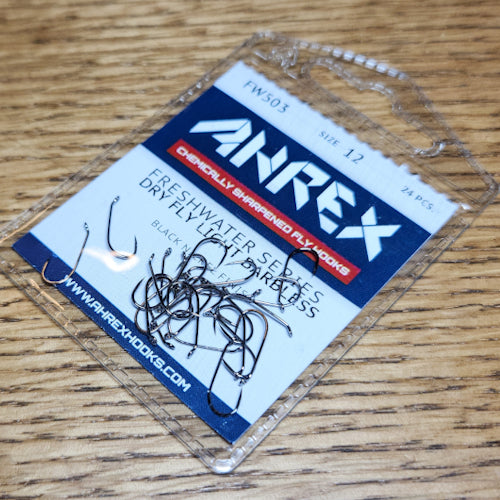 FW503 SIZE 12 24 PCS.
AHREX
CHEMICALLY SHARPENED FLY HOOKS
FRESHWATER SERIES
DRY FLY LIGHT BARBLESS
BLACK
WWW.AHREXHOOKS.COM